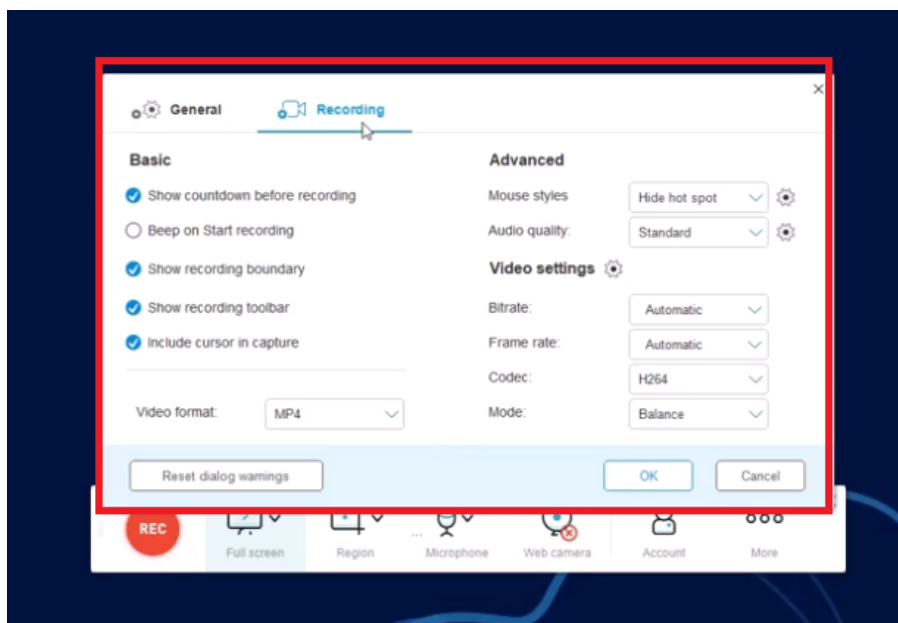 General
Recording
Basic
Show countdown before recording
Beep on Start recording
Show recording boundary
Show recording toolbar
Include cursor in capture
Video format:
MP4
Advanced
Mouse styles
Hide hot spot
Audio quality:
Standard
Video settings
Bitrate:
Automatic
Frame rate:
Automatic
Codec:
H264
Mode:
Balance
Reset dialog warnings
OK
Cancel
REC
Full screen
Region
...
Microphone
Web camera
Account
More